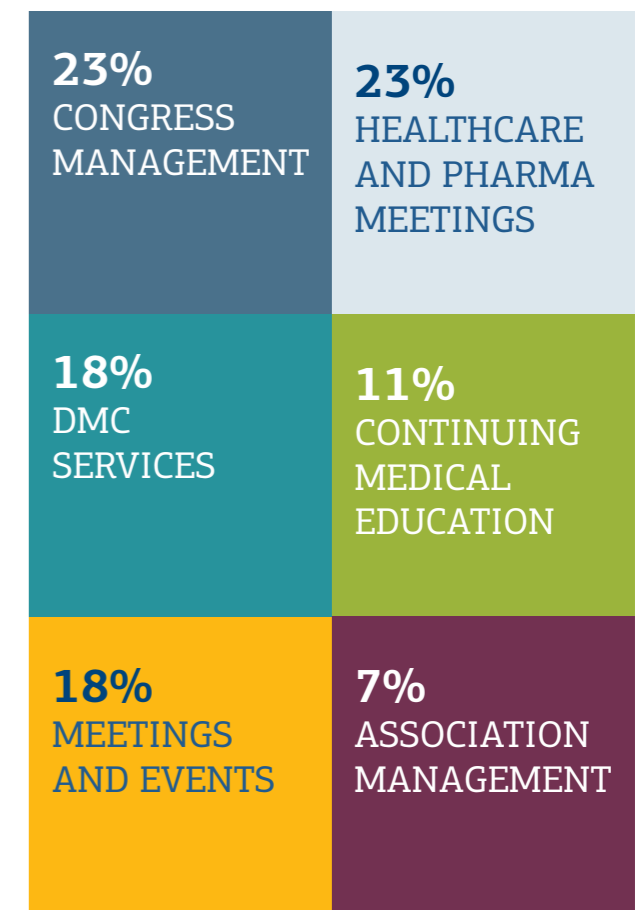 23%
CONGRESS
MANAGEMENT
23%
HEALTHCARE
AND PHARMA
MEETINGS
18%
DMC
SERVICES
11%
CONTINUING
MEDICAL
EDUCATION
18%
MEETINGS
AND EVENTS
7%
ASSOCIATION
MANAGEMENT